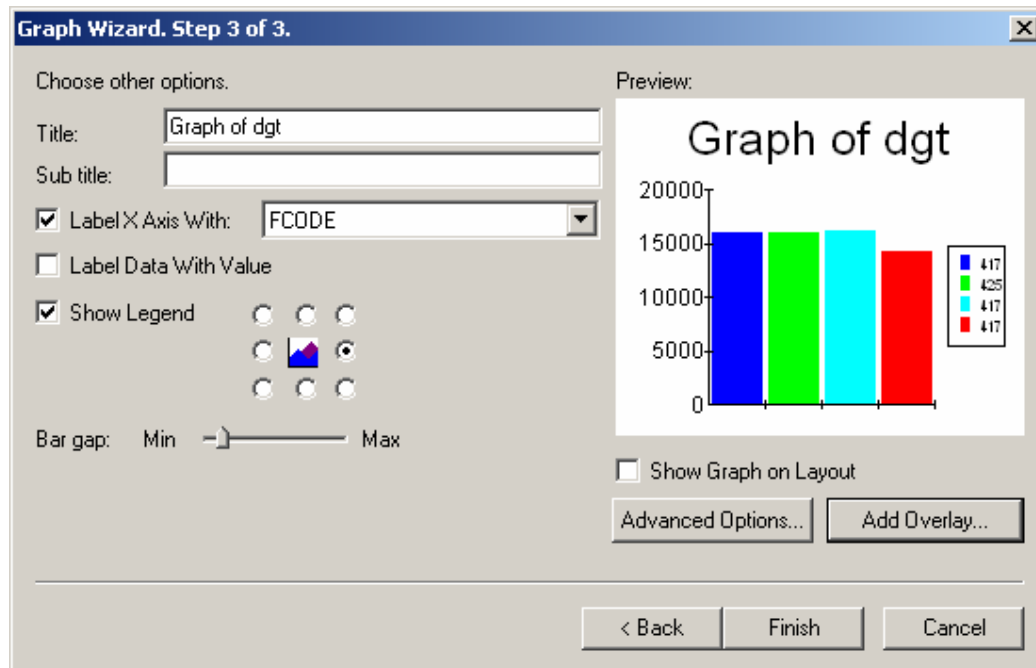 Graph Wizard. Step 3 of 3.
Choose other options.
Title: Graph of dgt
Sub title:
Label X Axis With: FCODE
Label Data With Value
Show Legend
Bar gap: Min Max
Preview:
Graph of dgt
20000
15000
10000
5000
0
417
425
417
417
Show Graph on Layout
Advanced Options... Add Overlay...
< Back Finish Cancel